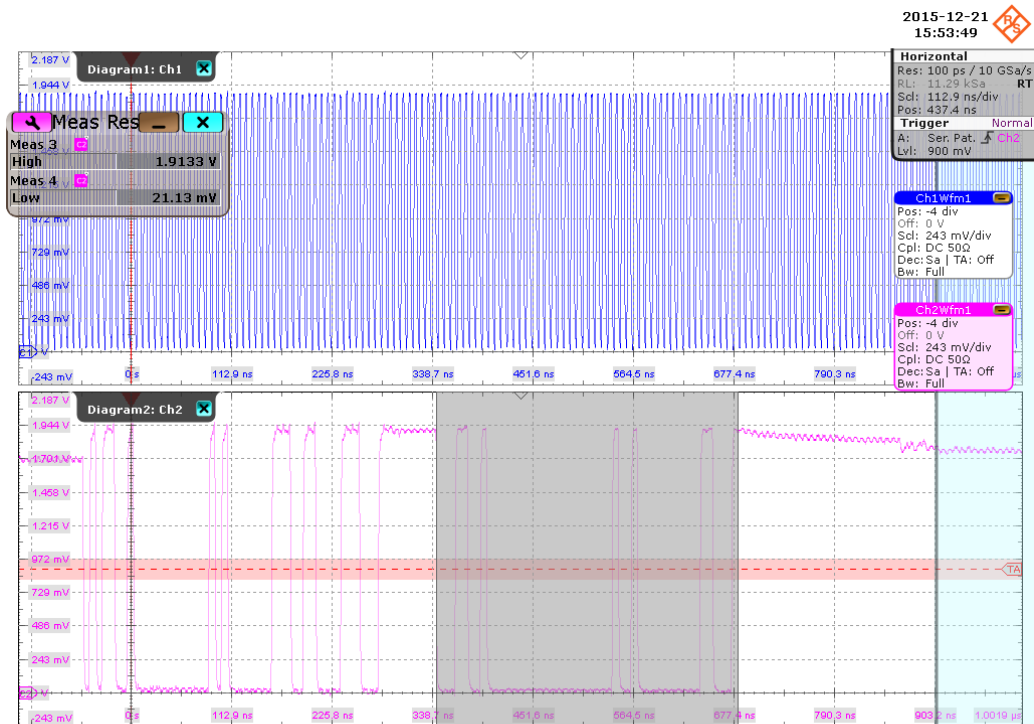 2015-12-21
15:53:49
R&S
Diagram1: Ch1
2.187 V
1.944 V
972 mV
729 mV
486 mV
243 mV
C1 0 V
-243 mV
0 s
112.9 ns
225.8 ns
338.7 ns
451.6 ns
564.5 ns
677.4 ns
790.3 ns
Meas Res
Meas 3 C2
High 1.9133 V
Meas 4 C2
Low 21.13 mV
Horizontal
Res: 100 ps / 10 GSa/s
RL: 11.29 kSa RT
Scl: 112.9 ns/div
Pos: 437.4 ns
Trigger Normal
A: Ser. Pat. Ch2
Lvl: 900 mV
Ch1Wfm1
Pos: -4 div
Off: 0 V
Scl: 243 mV/div
Cpl: DC 50Ω
Dec: Sa | TA: Off
Bw: Full
Ch2Wfm1
Pos: -4 div
Off: 0 V
Scl: 243 mV/div
Cpl: DC 50Ω
Dec: Sa | TA: Off
Bw: Full
Diagram2: Ch2
2.187 V
1.944 V
1.701 V
1.458 V
1.215 V
972 mV
TA
729 mV
486 mV
243 mV
C2 0 V
-243 mV
0 s
112.9 ns
225.8 ns
338.7 ns
451.6 ns
564.5 ns
677.4 ns
790.3 ns
903.2 ns
1.0019 µs